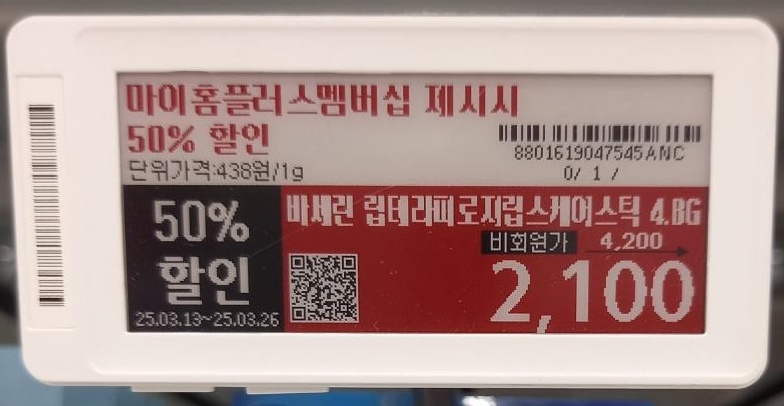 마이홈플러스멤버십 제시시
50% 할인
단위가격:438원/1g
8801619047545ANC
0/ 1 /
50%
할인
25.03.13~25.03.26
바세린 립테라피로지립스케어스틱 4.8G
비회원가 4,200
2,100